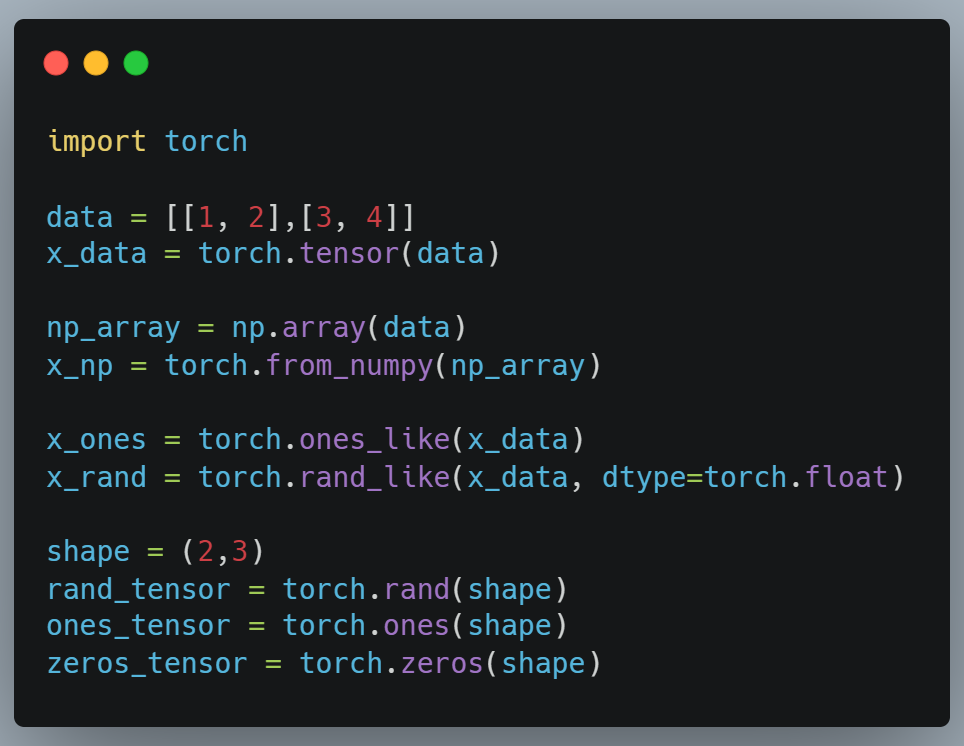 import torch
data = [[1, 2],[3, 4]]
x_data = torch.tensor(data)
np_array = np.array(data)
x_np = torch.from_numpy(np_array)
x_ones = torch.ones_like(x_data)
x_rand = torch.rand_like(x_data, dtype=torch.float)
shape = (2,3)
rand_tensor = torch.rand(shape)
ones_tensor = torch.ones(shape)
zeros_tensor = torch.zeros(shape)